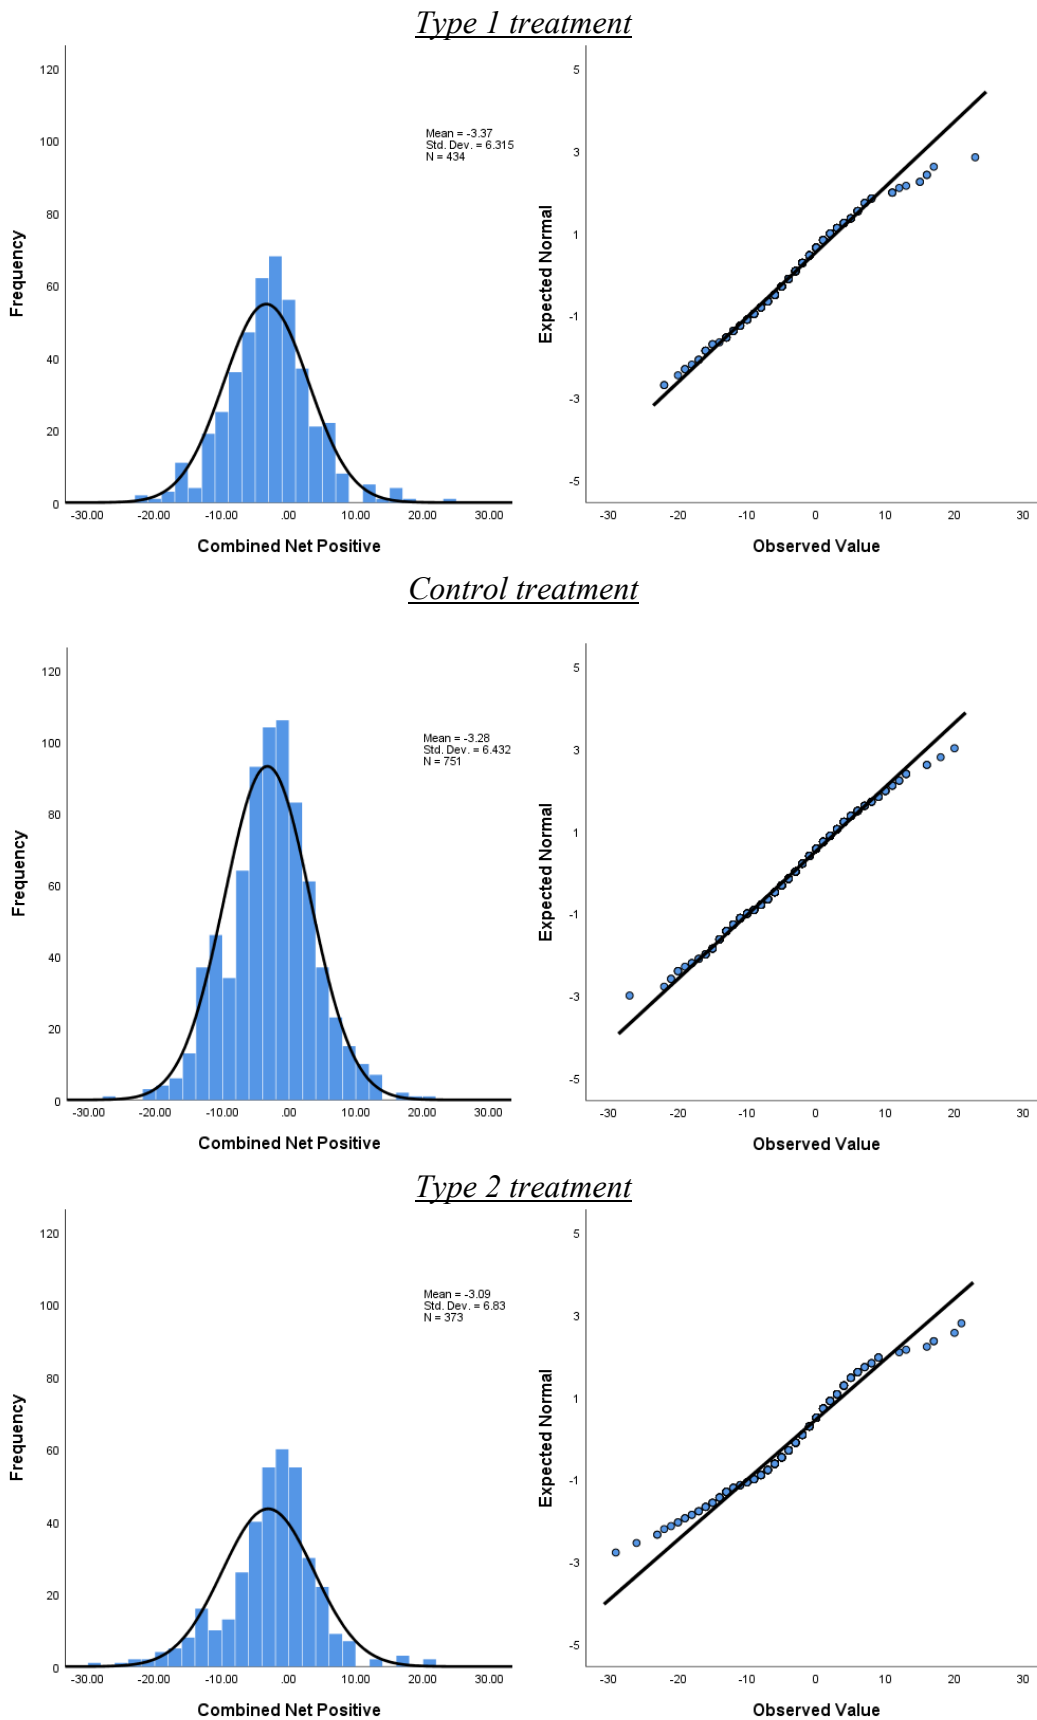 Type 1 treatment
120
100
80
60
40
20
0
Frequency
Mean = -3.37
Std. Dev. = 6.315
N = 434
-30.00 -20.00 -10.00 .00 10.00 20.00 30.00
Combined Net Positive
5
3
1
-1
-3
-5
Expected Normal
-30 -20 -10 0 10 20 30
Observed Value
Control treatment
120
100
80
60
40
20
0
Frequency
Mean = -3.28
Std. Dev. = 6.432
N = 751
-30.00 -20.00 -10.00 .00 10.00 20.00 30.00
Combined Net Positive
5
3
1
-1
-3
-5
Expected Normal
-30 -20 -10 0 10 20 30
Observed Value
Type 2 treatment
120
100
80
60
40
20
0
Frequency
Mean = -3.09
Std. Dev. = 6.83
N = 373
-30.00 -20.00 -10.00 .00 10.00 20.00 30.00
Combined Net Positive
5
3
1
-1
-3
-5
Expected Normal
-30 -20 -10 0 10 20 30
Observed Value